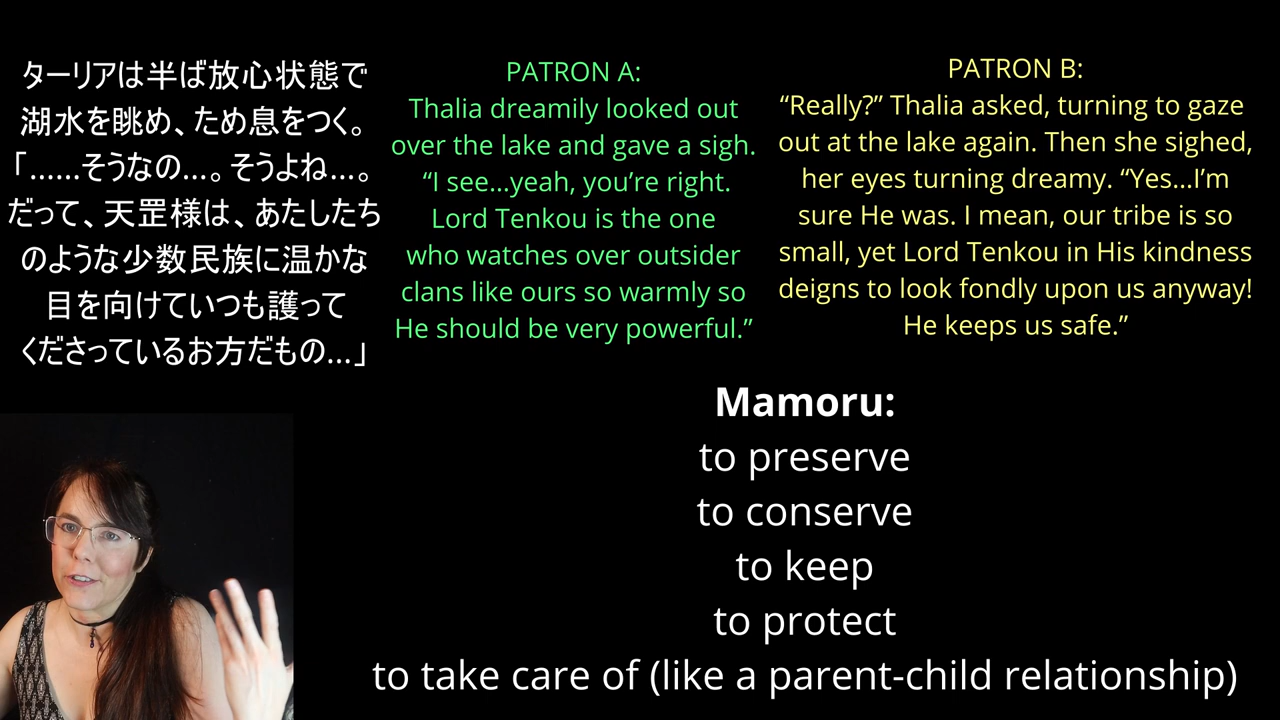 ターリアは半ば放心状態で
湖水を眺め、ため息をつく。
「……そうなの…。そうよね…。
だって、天罡様は、あたしたち
のような少数民族に温かな
目を向けていつも護って
くださっているお方だもの…」
PATRON A:
Thalia dreamily looked out
over the lake and gave a sigh.
“I see...yeah, you’re right.
Lord Tenkou is the one
who watches over outsider
clans like ours so warmly so
He should be very powerful.”
PATRON B:
“Really?” Thalia asked, turning to gaze
out at the lake again. Then she sighed,
her eyes turning dreamy. “Yes...I’m
sure He was. I mean, our tribe is so
small, yet Lord Tenkou in His kindness
deigns to look fondly upon us anyway!
He keeps us safe.”
Mamoru:
to preserve
to conserve
to keep
to protect
to take care of (like a parent-child relationship)